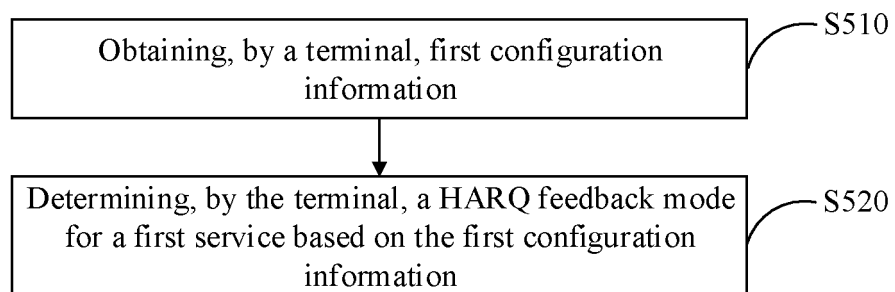 Obtaining, by a terminal, first configuration
information
S510
Determining, by the terminal, a HARQ feedback mode
for a first service based on the first configuration
information
S520